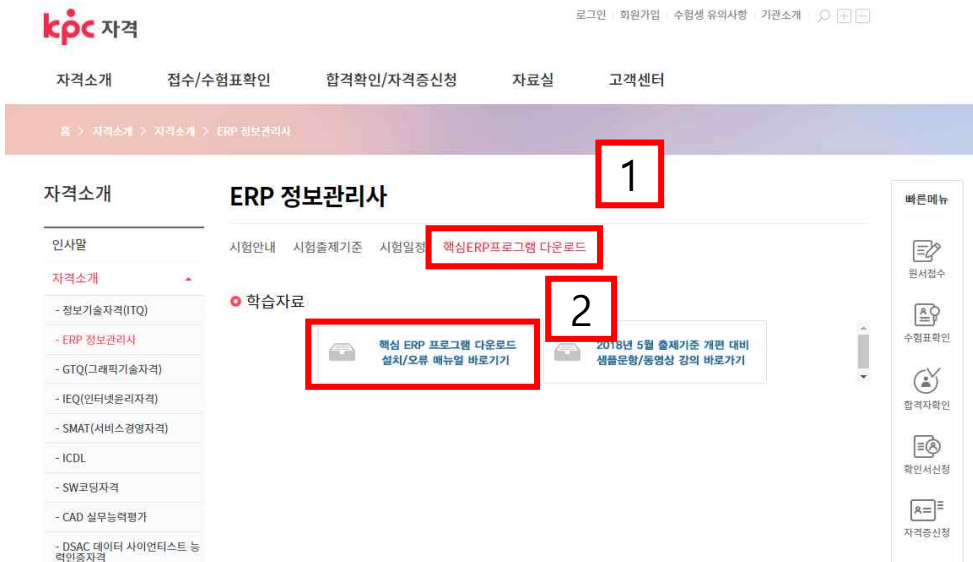 kpc 자격
로그인 회원가입 수험생 유의사항 기관소개
자격소개 접수/수험표확인 합격확인/자격증신청 자료실 고객센터
홈 > 자격소개 > 자격소개 > ERP 정보관리사
1
자격소개
인사말
자격소개
- 정보기술자격(ITQ)
- ERP 정보관리사
- GTQ(그래픽기술자격)
- IEQ(인터넷윤리자격)
- SMAT(서비스경영자격)
- ICDL
- SW코딩자격
- CAD 실무능력평가
- DSAC 데이터 사이언티스트 능
력인증자격
ERP 정보관리사
시험안내 시험출제기준 시험일정 핵심ERP프로그램 다운로드
학습자료
2
핵심 ERP 프로그램 다운로드
설치/오류 매뉴얼 바로기기
2018년 5월 출제기준 개편 대비
샘플문항/동영상 강의 바로가기
빠른메뉴
원서접수
수험표확인
합격자확인
확인서신청
자격증신청